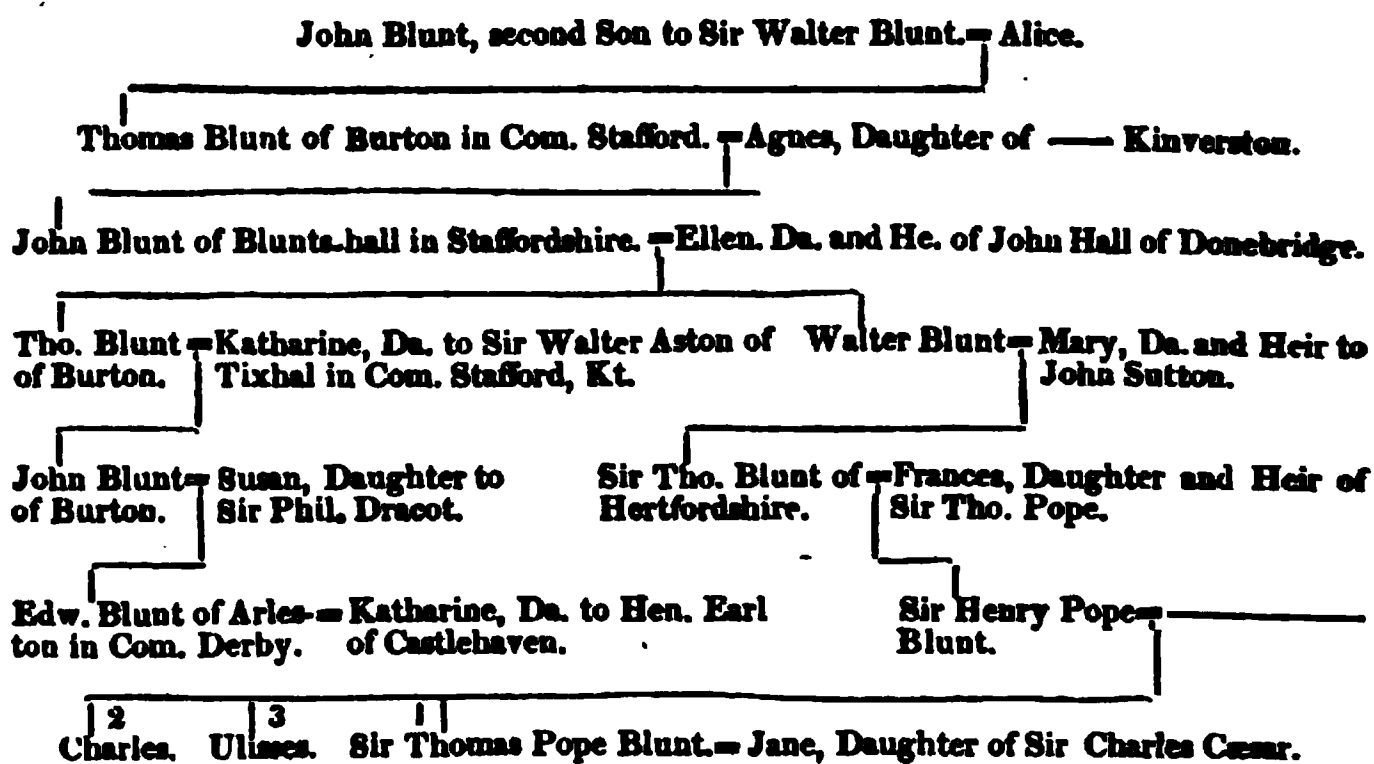 John Blunt, second Son to Sir Walter Blunt.= Alice.
Thomas Blunt of Burton in Com. Stafford. =Agnes, Daughter of —— Kinverston.
John Blunt of Blunts-hall in Staffordshire. =Ellen. Da. and He. of John Hall of Donebridge.
Tho. Blunt =Katharine, Da. to Sir Walter Aston of
of Burton. Tixhal in Com. Stafford, Kt.
Walter Blunt= Mary, Da. and Heir to
John Sutton.
John Blunt= Susan, Daughter to
of Burton. Sir Phil. Dracot.
Sir Tho. Blunt of =Frances, Daughter and Heir of
Hertfordshire. Sir Tho. Pope.
Edw. Blunt of Arles-= Katharine, Da. to Hen. Earl
ton in Com. Derby. of Castlehaven.
Sir Henry Pope= ——
Blunt.
2 3 1
Charles. Ulisses. Sir Thomas Pope Blunt.= Jane, Daughter of Sir Charles Cæsar.